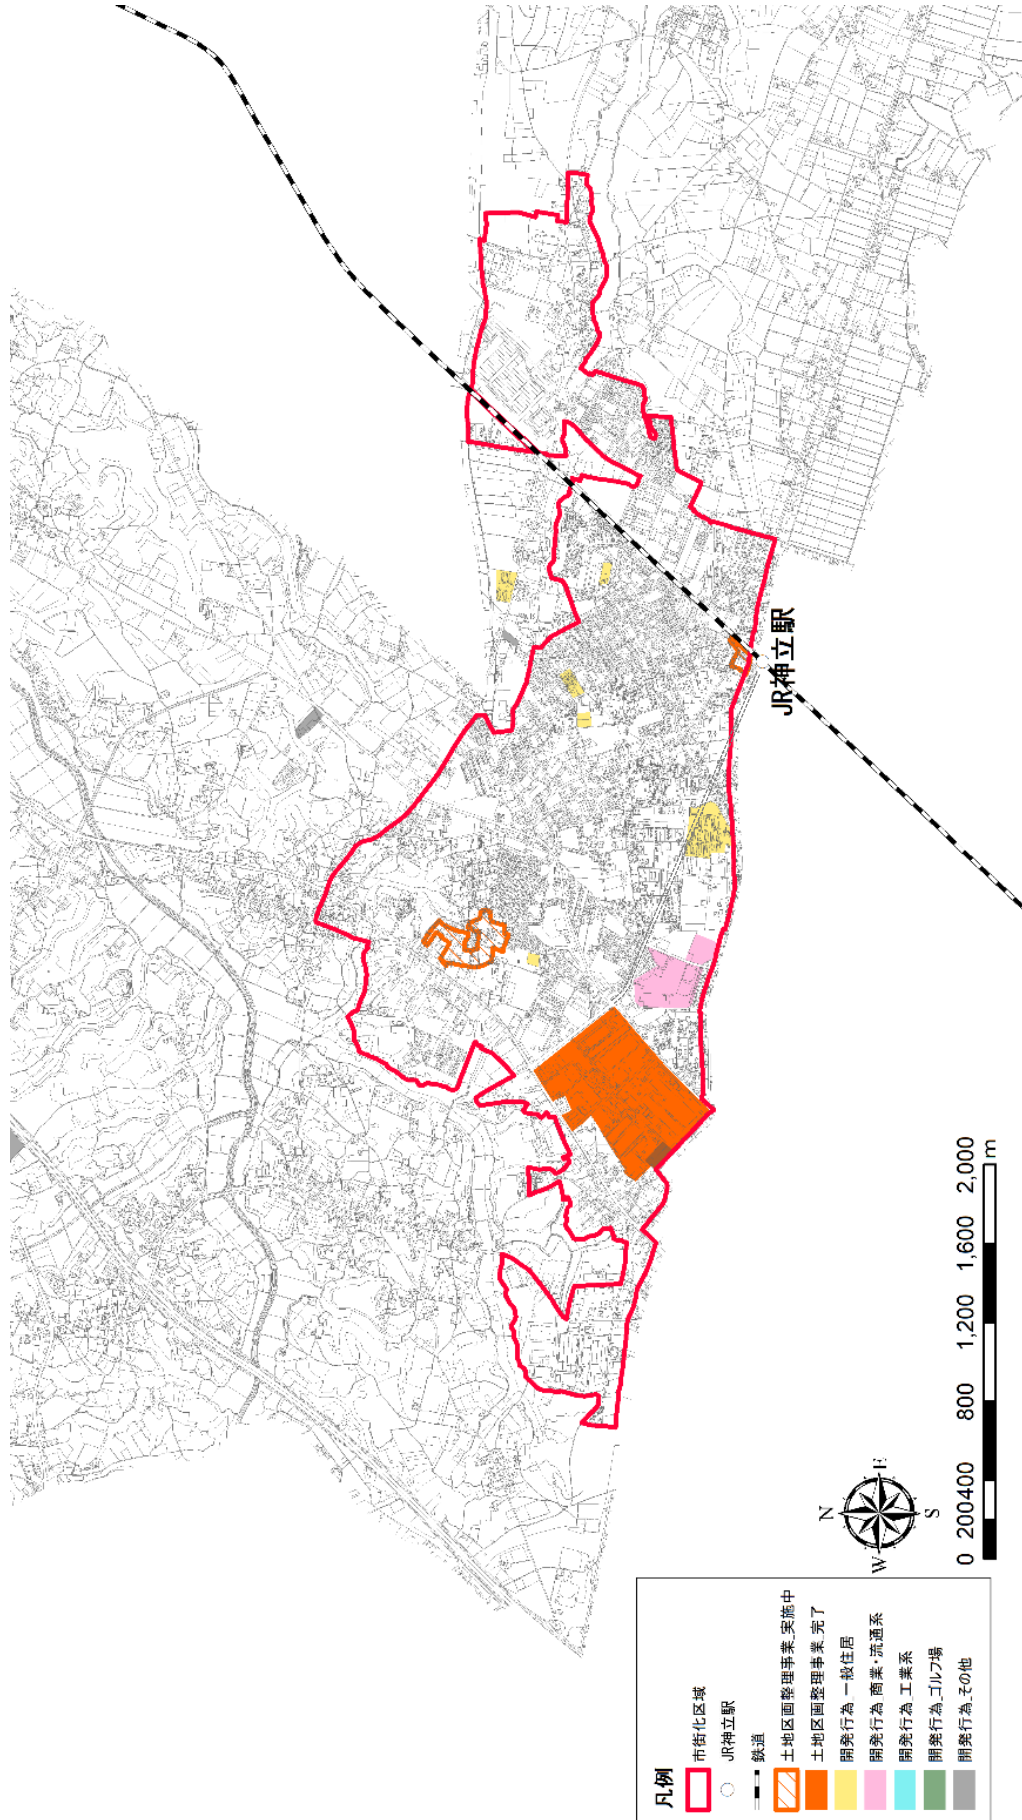 JR神立駅
N
E
S
W
0 200400 800 1,200 1,600 2,000
m
凡例
市街化区域
JR神立駅
鉄道
土地区画整理事業_実施中
土地区画整理事業_完了
開発行為_一般住居
開発行為_商業・流通系
開発行為_工業系
開発行為_ゴルフ場
開発行為_その他